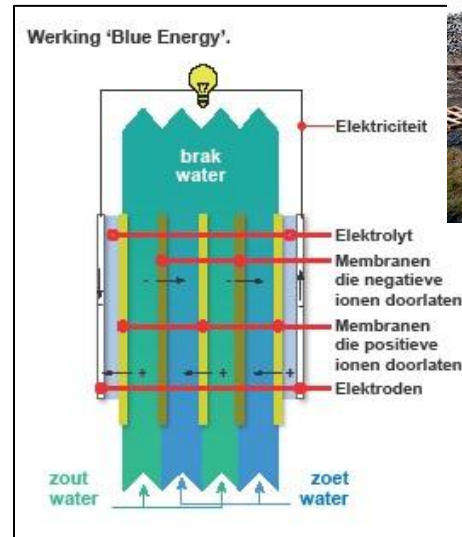 Werking ‘Blue Energy’.
Elektriciteit
brak
water
Elektrolyt
Membranen
die negatieve
ionen doorlaten
-
-
Membranen
die positieve
ionen doorlaten
+
+
+
Elektroden
zout
water
zoet
water